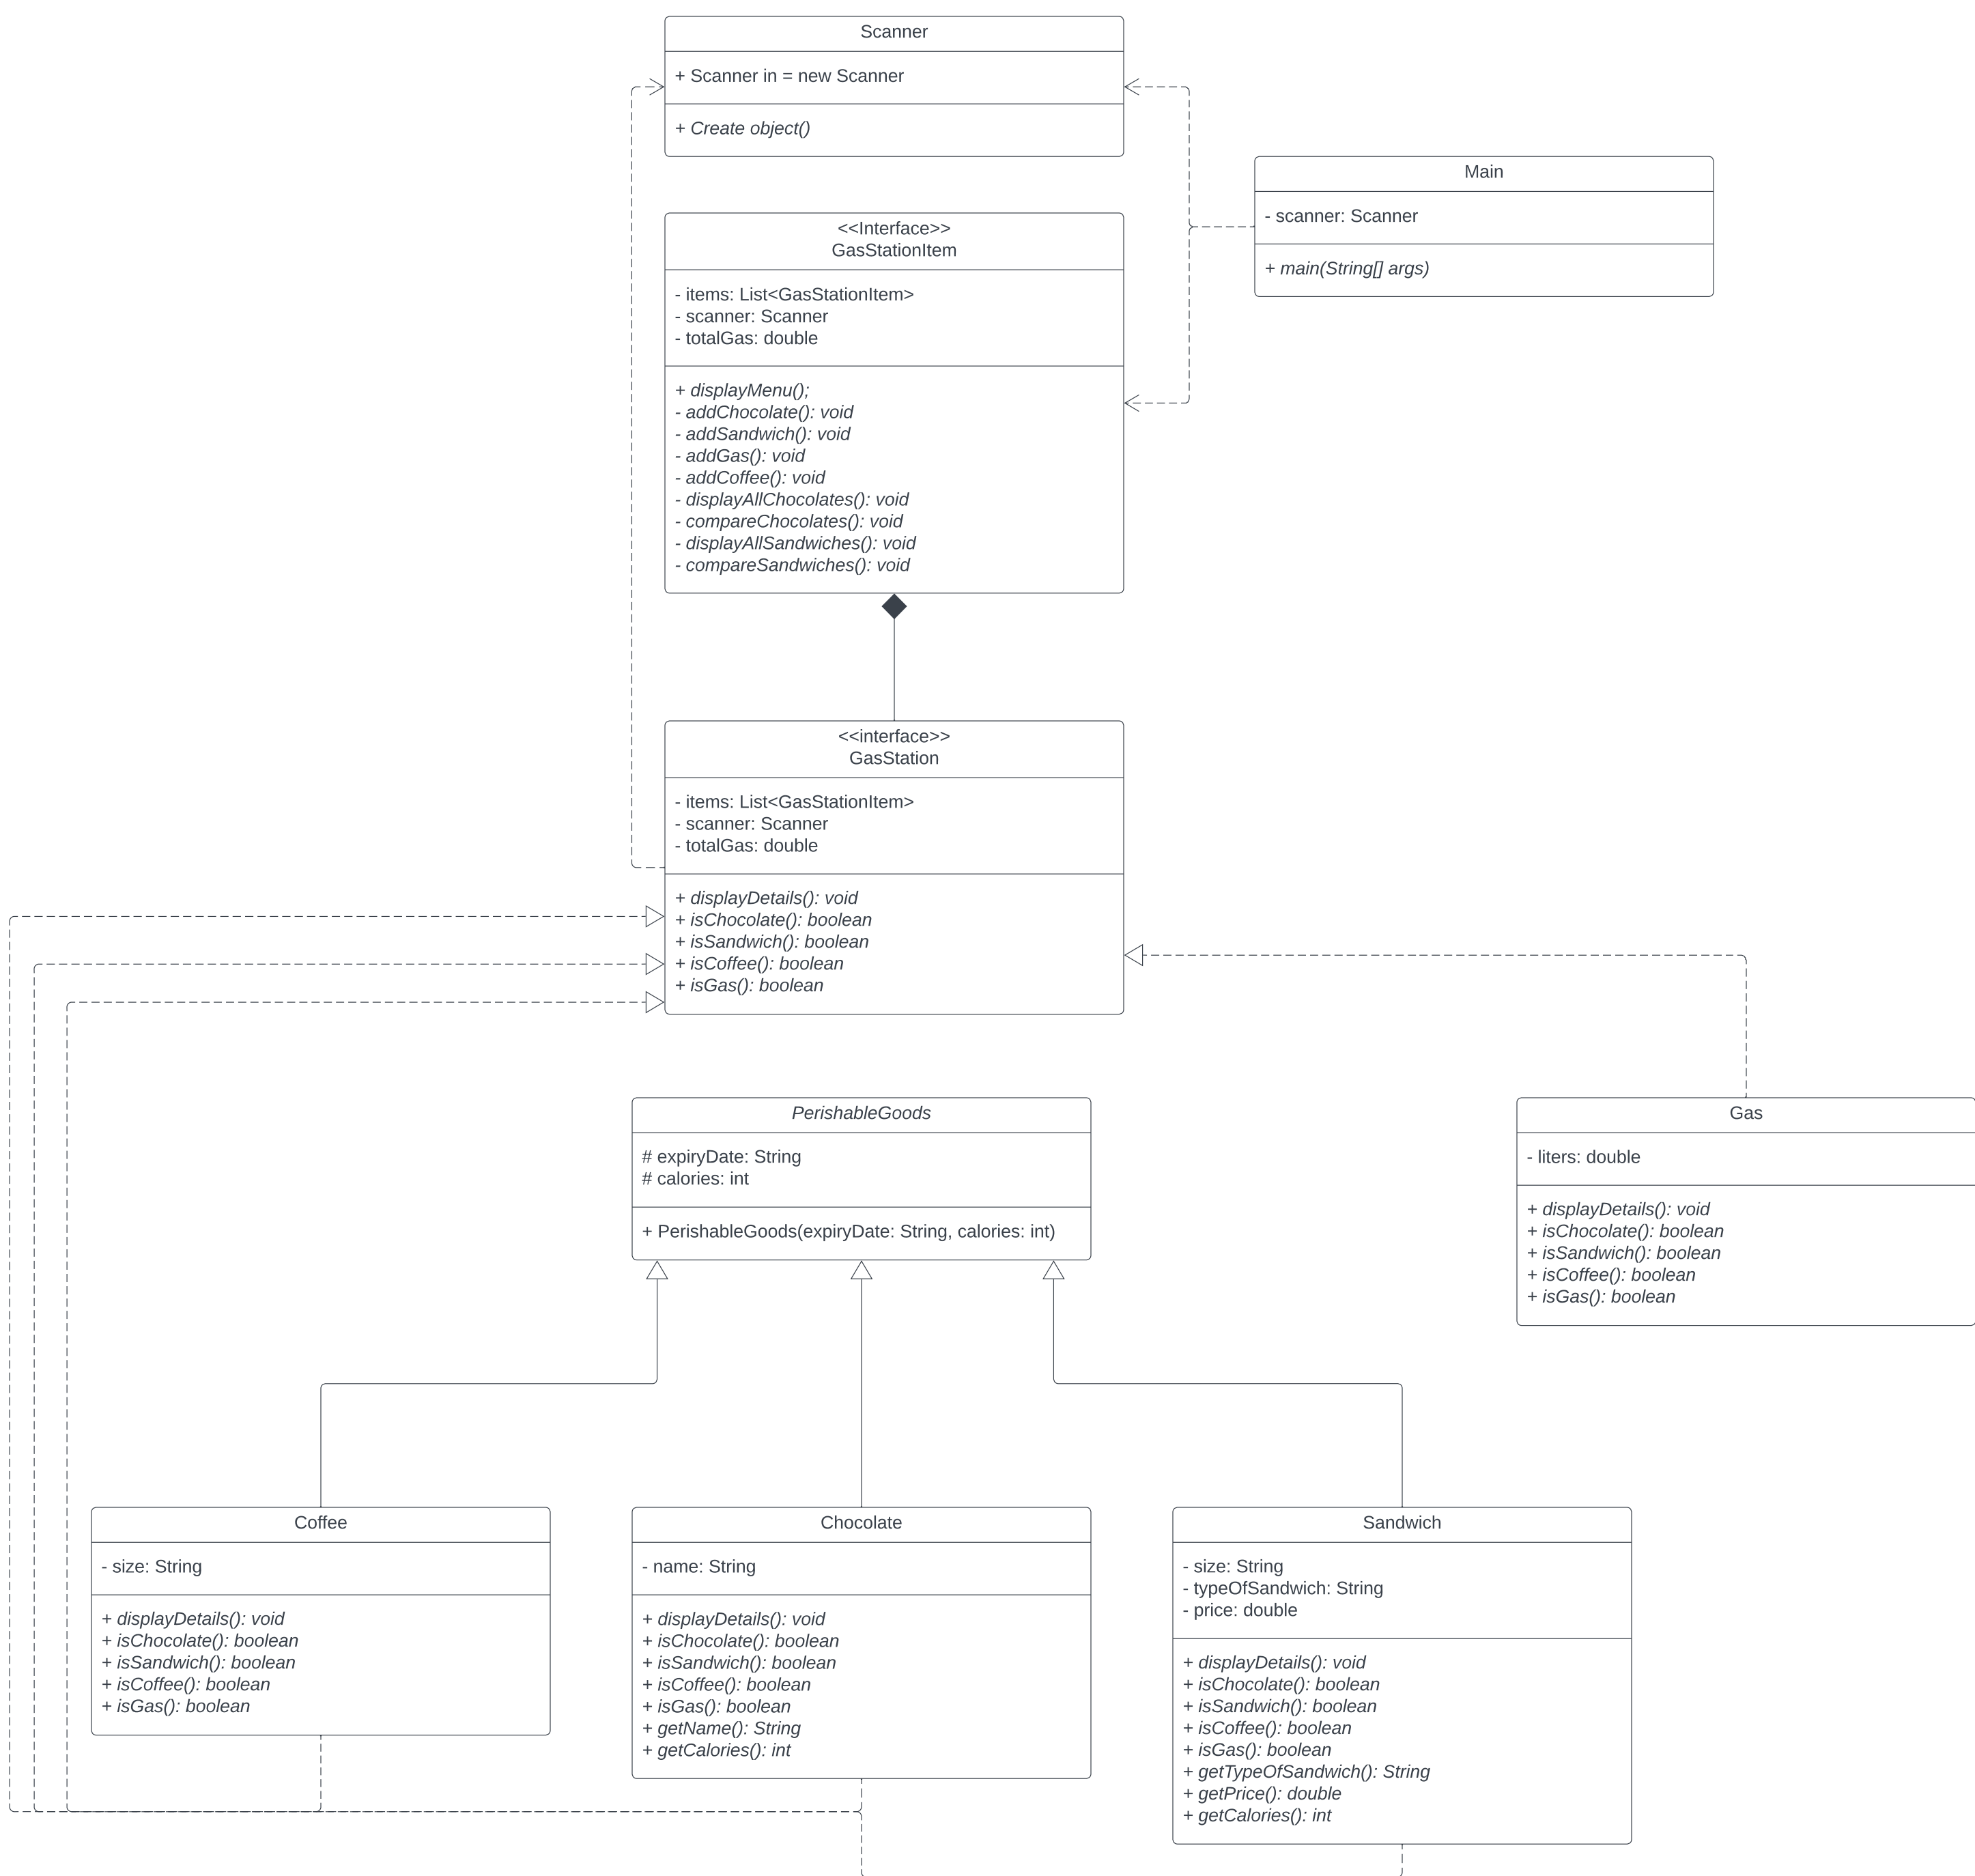 Scanner
+ Scanner in = new Scanner
+ Create object()
Main
- scanner: Scanner
+ main(String[] args)
<<Interface>>
GasStationItem
- items: List<GasStationItem>
- scanner: Scanner
- totalGas: double
+ displayMenu();
- addChocolate(): void
- addSandwich(): void
- addGas(): void
- addCoffee(): void
- displayAllChocolates(): void
- compareChocolates(): void
- displayAllSandwiches(): void
- compareSandwiches(): void
<<interface>>
GasStation
- items: List<GasStationItem>
- scanner: Scanner
- totalGas: double
+ displayDetails(): void
+ isChocolate(): boolean
+ isSandwich(): boolean
+ isCoffee(): boolean
+ isGas(): boolean
PerishableGoods
# expiryDate: String
# calories: int
+ PerishableGoods(expiryDate: String, calories: int)
Gas
- liters: double
+ displayDetails(): void
+ isChocolate(): boolean
+ isSandwich(): boolean
+ isCoffee(): boolean
+ isGas(): boolean
Coffee
- size: String
+ displayDetails(): void
+ isChocolate(): boolean
+ isSandwich(): boolean
+ isCoffee(): boolean
+ isGas(): boolean
Chocolate
- name: String
+ displayDetails(): void
+ isChocolate(): boolean
+ isSandwich(): boolean
+ isCoffee(): boolean
+ isGas(): boolean
+ getName(): String
+ getCalories(): int
Sandwich
- size: String
- typeOfSandwich: String
- price: double
+ displayDetails(): void
+ isChocolate(): boolean
+ isSandwich(): boolean
+ isCoffee(): boolean
+ isGas(): boolean
+ getTypeOfSandwich(): String
+ getPrice(): double
+ getCalories(): int